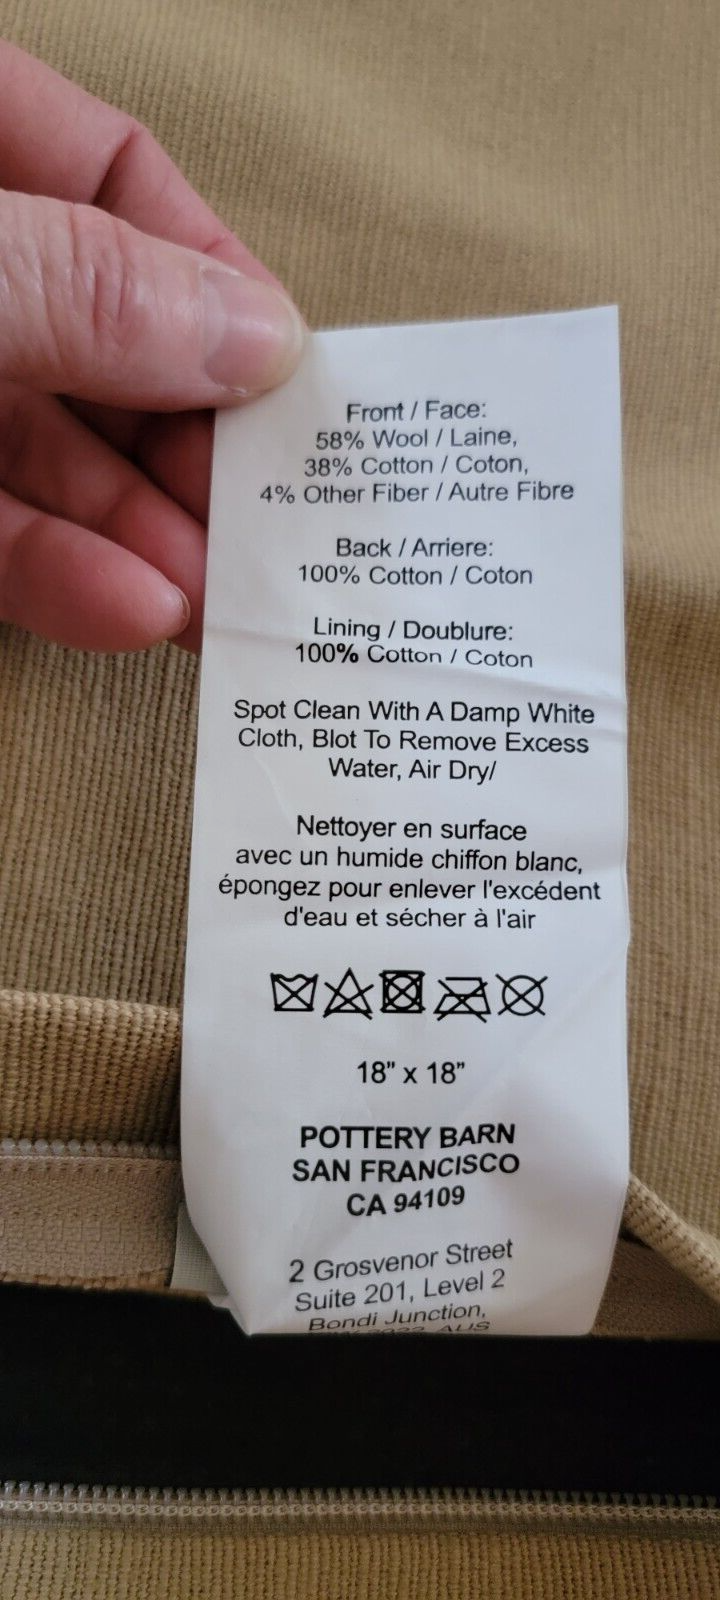 Front / Face:
58% Wool / Laine,
38% Cotton / Coton,
4% Other Fiber / Autre Fibre
Back / Arriere:
100% Cotton / Coton
Lining / Doublure:
100% Cotton / Coton
Spot Clean With A Damp White
Cloth, Blot To Remove Excess
Water, Air Dry/
Nettoyer en surface
avec un humide chiffon blanc,
épongez pour enlever l'excédent
d'eau et sécher à l'air
18" x 18"
POTTERY BARN
SAN FRANCISCO
CA 94109
2 Grosvenor Street
Suite 201, Level 2
Bondi Junction,
AUS